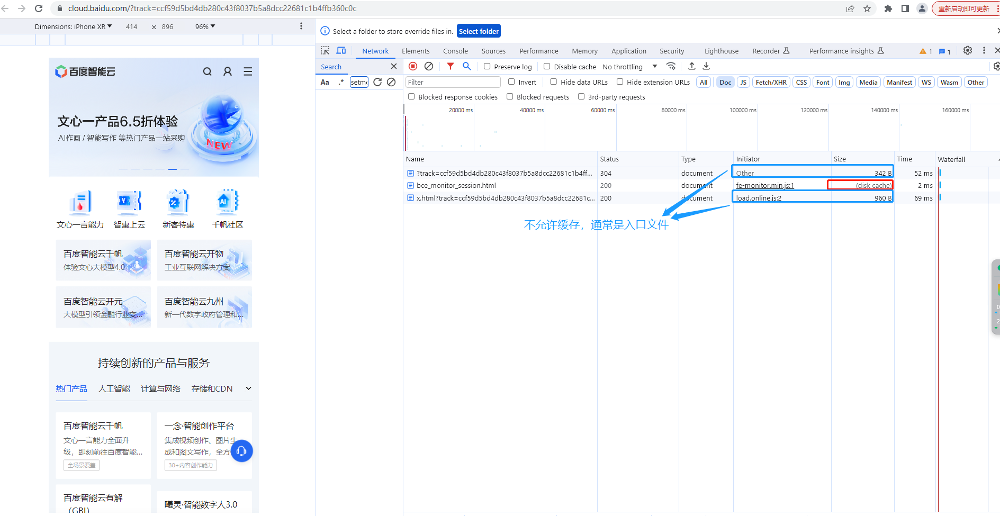 cloud.baidu.com/?track=ccf59d5bd4db280c43f8037b5a8dcc22681c1b4ffb360c0c
重新启动即可更新
Dimensions: iPhone XR
414
×
896
96%
Select a folder to store override files in.
Select folder
Network
Elements
Console
Sources
Performance
Memory
Application
Security
Lighthouse
Recorder
Performance insights
1
1
Search
Preserve log
Disable cache
No throttling
Aa
.*
Filter
Invert
Hide data URLs
Hide extension URLs
All
Doc
JS
Fetch/XHR
CSS
Font
Img
Media
Manifest
WS
Wasm
Other
Blocked response cookies
Blocked requests
3rd-party requests
20000 ms
40000 ms
60000 ms
80000 ms
100000 ms
120000 ms
140000 ms
160000 ms
Name
Status
Type
Initiator
Size
Time
Waterfall
?track=ccf59d5bd4db280c43f8037b5a8dcc22681c1b4ff...
304
document
Other
342 B
52 ms
bce_monitor_session.html
200
document
fe-monitor.min.js:1
(disk cache)
2 ms
x.html?track=ccf59d5bd4db280c43f8037b5a8dcc22681c...
200
document
load.online.js:2
960 B
69 ms
不允许缓存，通常是入口文件
百度智能云
文心一产品6.5折体验
AI作画 / 智能写作 等热门产品一站采购
NEW
¥
AI
文心一言能力
智惠上云
新客特惠
千帆社区
百度智能云千帆
体验文心大模型4.0
百度智能云开物
工业互联网解决方案
百度智能云开元
大模型引领金融行业变...
百度智能云九州
新一代数字政府管理和...
持续创新的产品与服务
热门产品
人工智能
计算与网络
存储和CDN
百度智能云千帆
文心一言能力全面升
级，即刻前往百度智能...
全场景覆盖
一念·智能创作平台
集成视频创作、图片生
成和图文写作，全方
30+内容创作能力
百度智能云有解
（GBI）
曦灵·智能数字人3.0